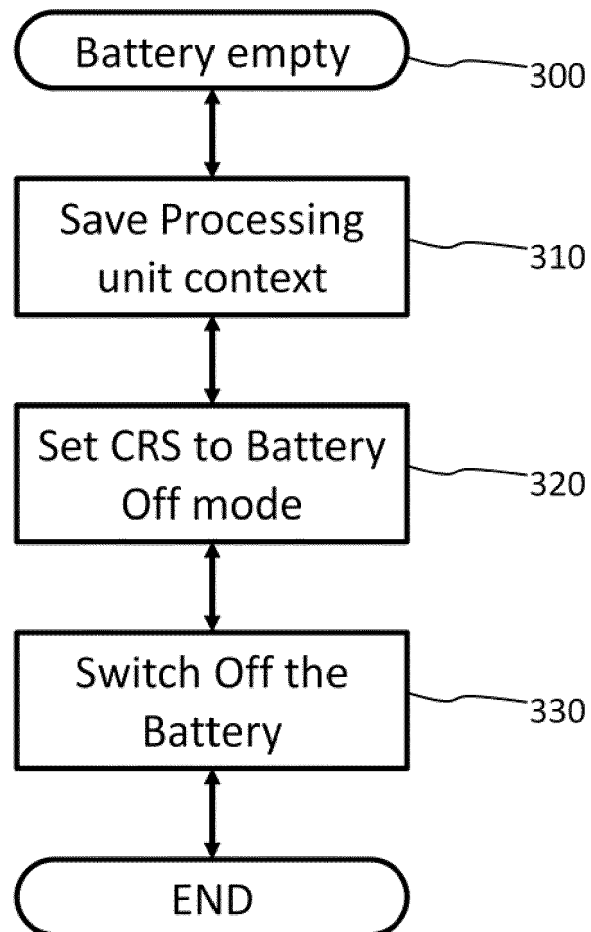 Battery empty
300
Save Processing
unit context
310
Set CRS to Battery
Off mode
320
Switch Off the
Battery
330
END